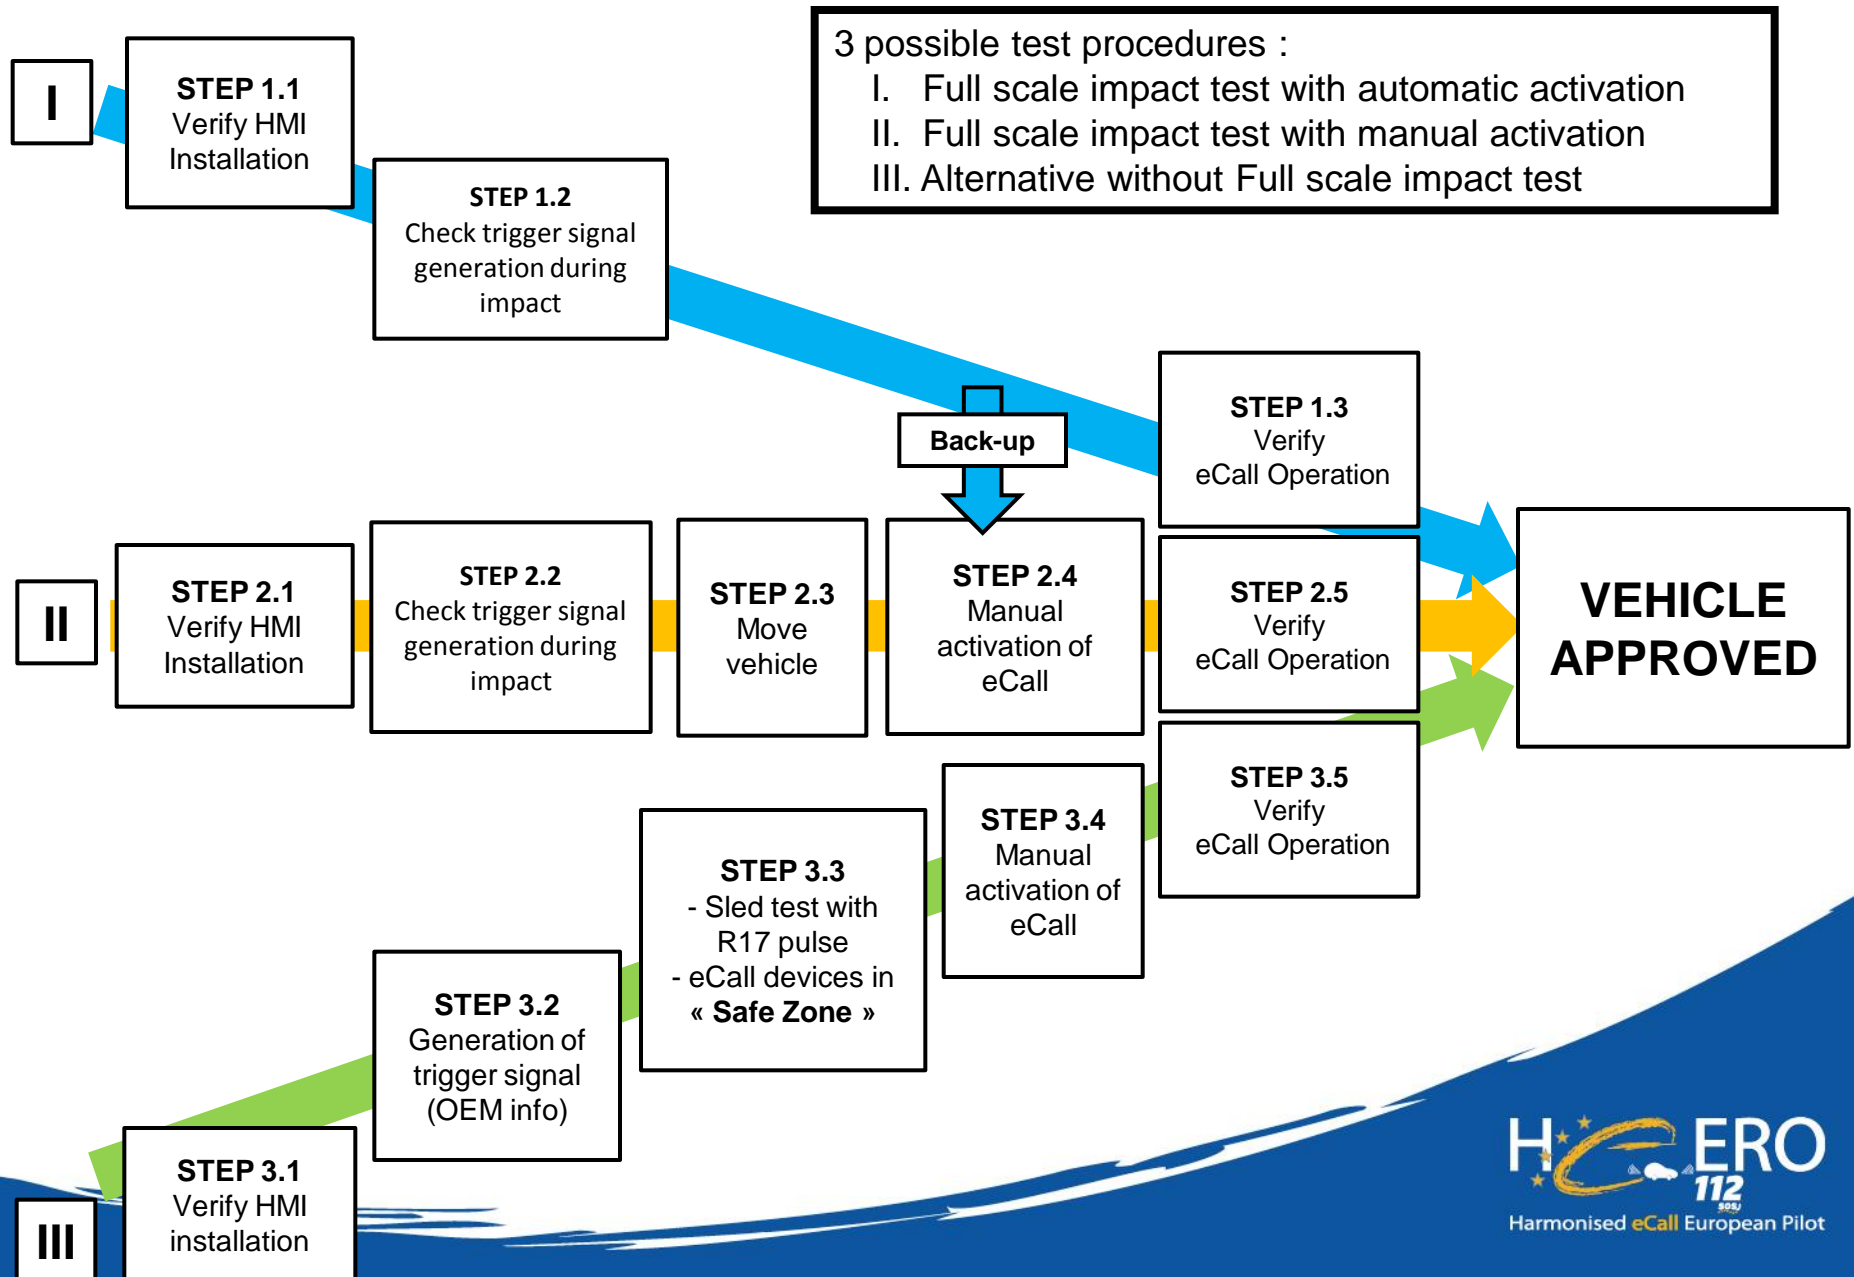 3 possible test procedures :
I. Full scale impact test with automatic activation
II. Full scale impact test with manual activation
III. Alternative without Full scale impact test
I
STEP 1.1
Verify HMI
Installation
STEP 1.2
Check trigger signal
generation during
impact
Back-up
STEP 1.3
Verify
eCall Operation
II
STEP 2.1
Verify HMI
Installation
STEP 2.2
Check trigger signal
generation during
impact
STEP 2.3
Move
vehicle
STEP 2.4
Manual
activation of
eCall
STEP 2.5
Verify
eCall Operation
VEHICLE
APPROVED
III
STEP 3.1
Verify HMI
installation
STEP 3.2
Generation of
trigger signal
(OEM info)
STEP 3.3
- Sled test with
R17 pulse
- eCall devices in
« Safe Zone »
STEP 3.4
Manual
activation of
eCall
STEP 3.5
Verify
eCall Operation
HeERO
112
SOS
Harmonised eCall European Pilot